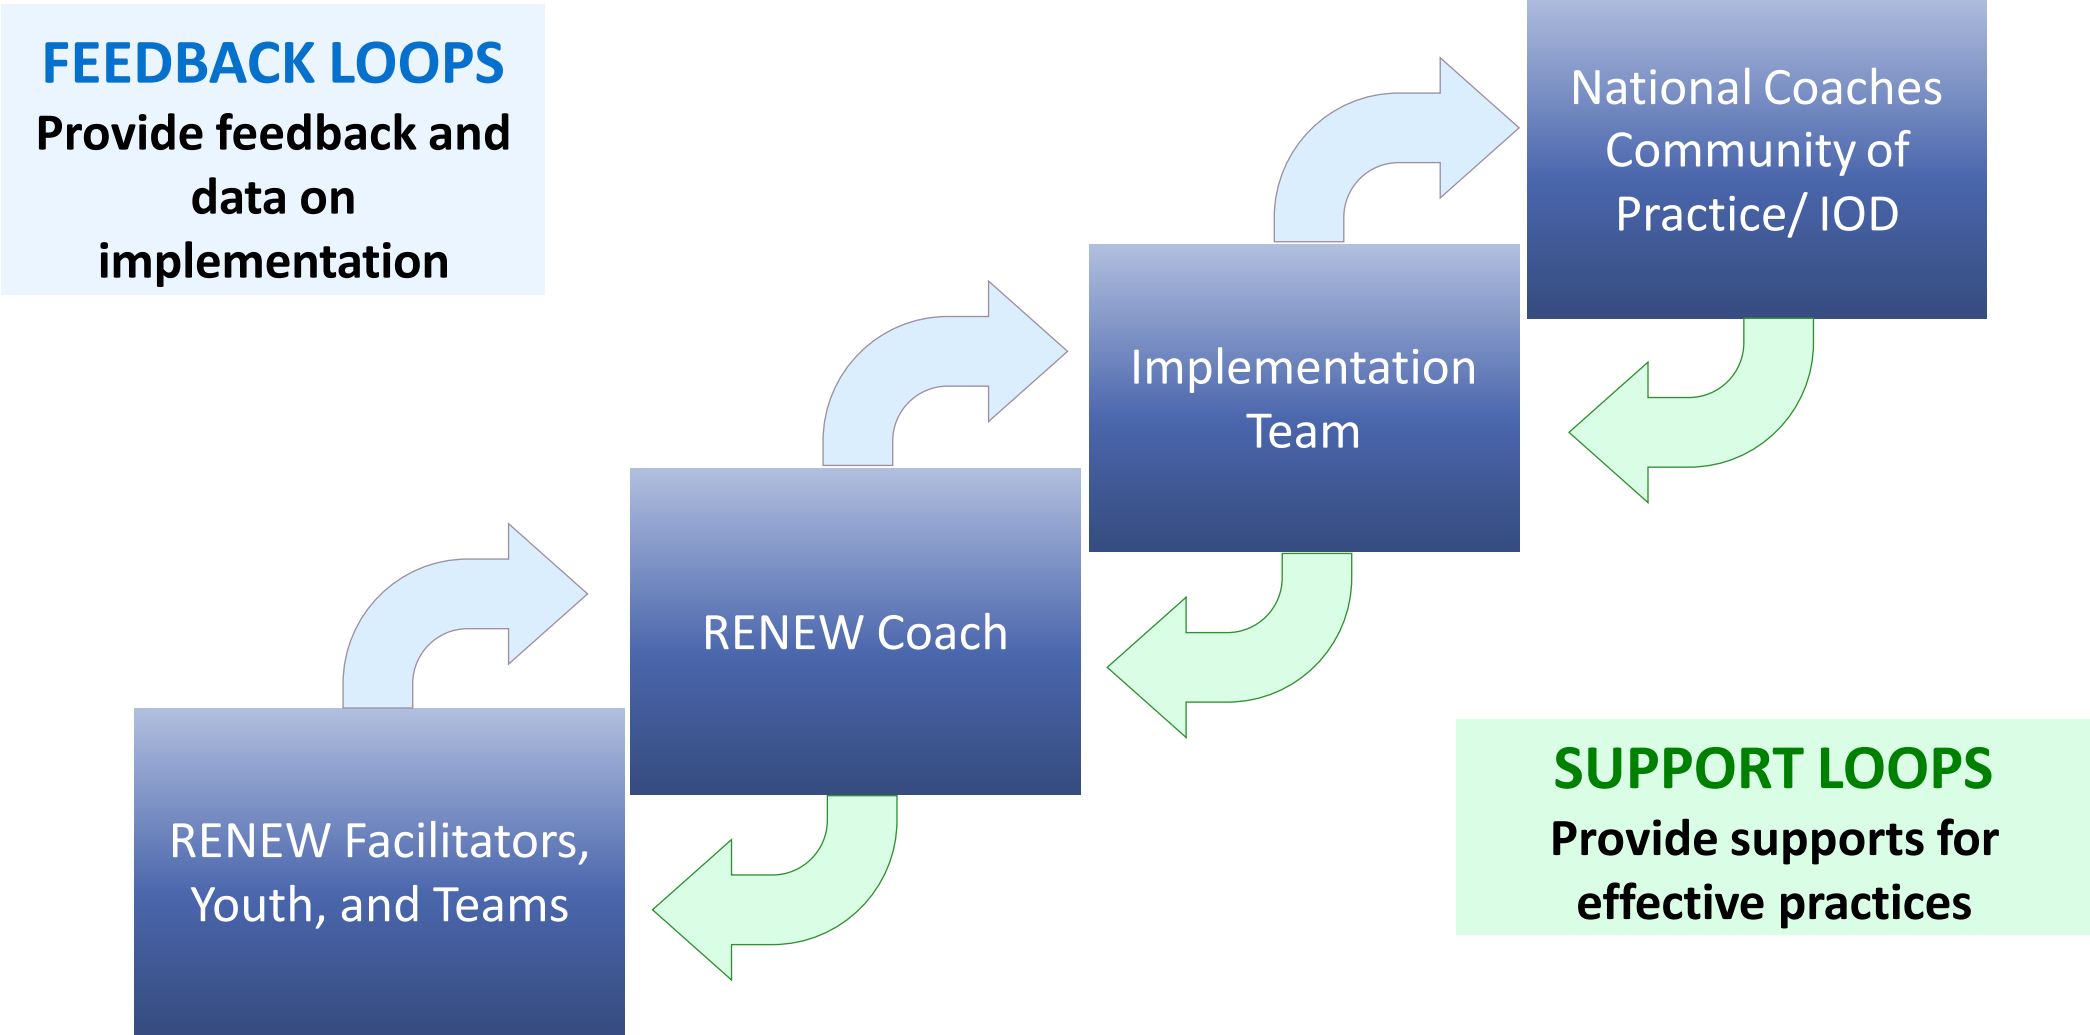 FEEDBACK LOOPS
Provide feedback and
data on
implementation
National Coaches
Community of
Practice/ IOD
Implementation
Team
RENEW Coach
RENEW Facilitators,
Youth, and Teams
SUPPORT LOOPS
Provide supports for
effective practices